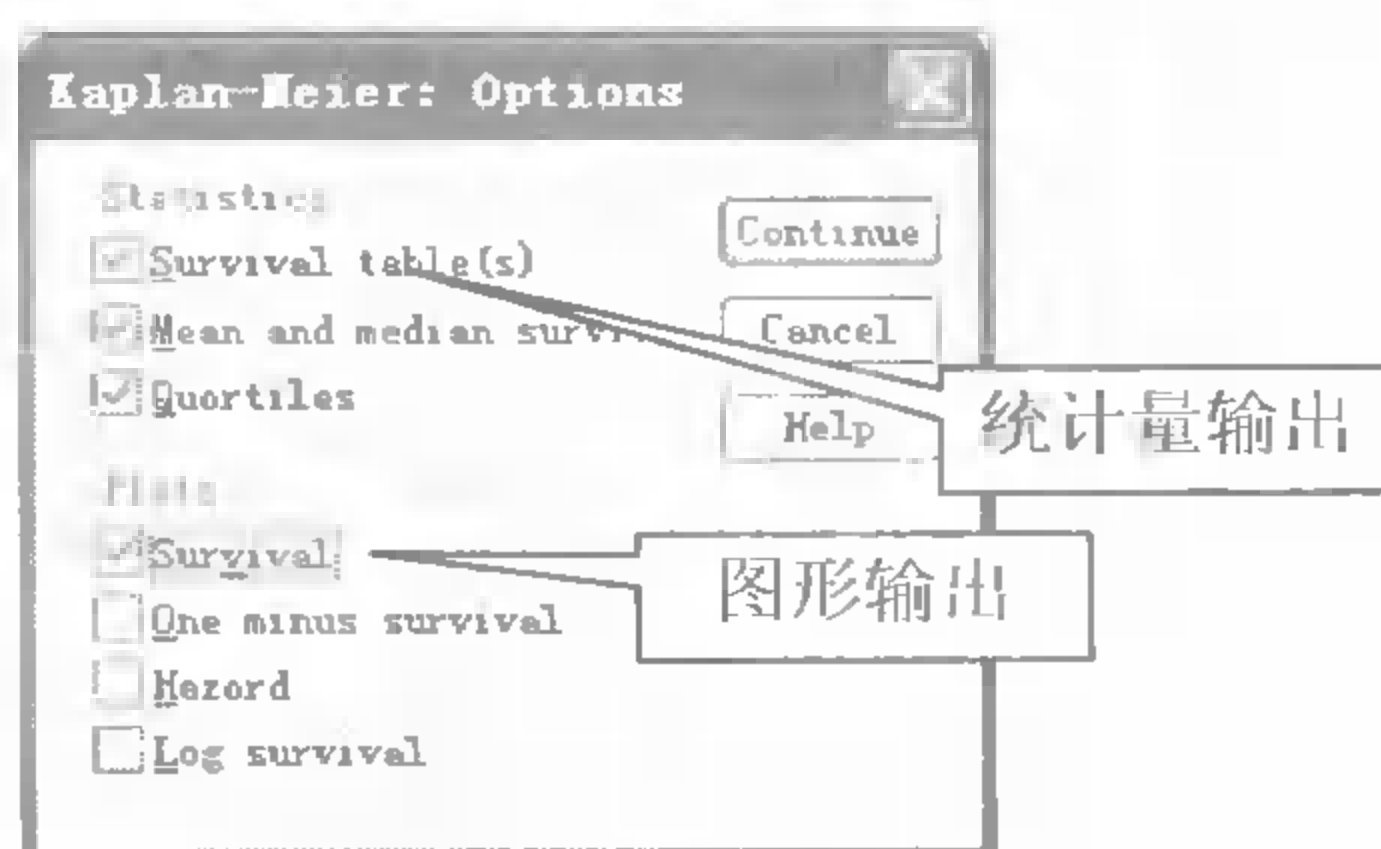 Kaplan-Meier: Options
Statistics
Survival table(s)
Continue
Mean and median
Cancel
Quortiles
Help
统计量输出
Plots
Survival
图形输出
One minus survival
Hazord
Log survival